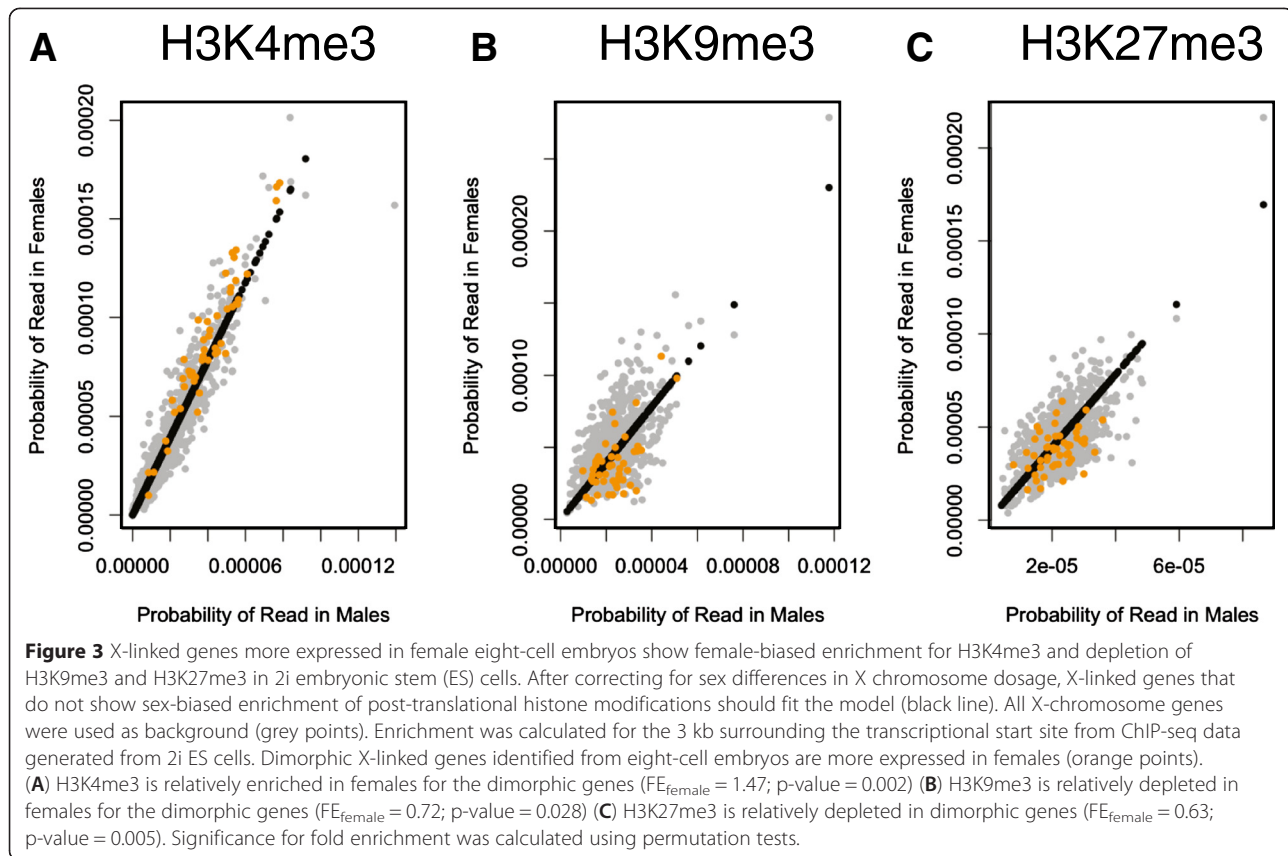 A H3K4me3
B H3K9me3
C H3K27me3
Probability of Read in Females
0.00000 0.00005 0.00010 0.00015 0.00020
0.00000 0.00006 0.00012
Probability of Read in Males
Probability of Read in Females
0.00000 0.00010 0.00020
0.00000 0.00004 0.00008 0.00012
Probability of Read in Males
Probability of Read in Females
0.00000 0.00005 0.00010 0.00015 0.00020
2e-05 6e-05
Probability of Read in Males
Figure 3 X-linked genes more expressed in female eight-cell embryos show female-biased enrichment for H3K4me3 and depletion of
H3K9me3 and H3K27me3 in 2i embryonic stem (ES) cells. After correcting for sex differences in X chromosome dosage, X-linked genes that
do not show sex-biased enrichment of post-translational histone modifications should fit the model (black line). All X-chromosome genes
were used as background (grey points). Enrichment was calculated for the 3 kb surrounding the transcriptional start site from ChIP-seq data
generated from 2i ES cells. Dimorphic X-linked genes identified from eight-cell embryos are more expressed in females (orange points).
(A) H3K4me3 is relatively enriched in females for the dimorphic genes (FEfemale = 1.47; p-value = 0.002) (B) H3K9me3 is relatively depleted in
females for the dimorphic genes (FEfemale = 0.72; p-value = 0.028) (C) H3K27me3 is relatively depleted in dimorphic genes (FEfemale = 0.63;
p-value = 0.005). Significance for fold enrichment was calculated using permutation tests.